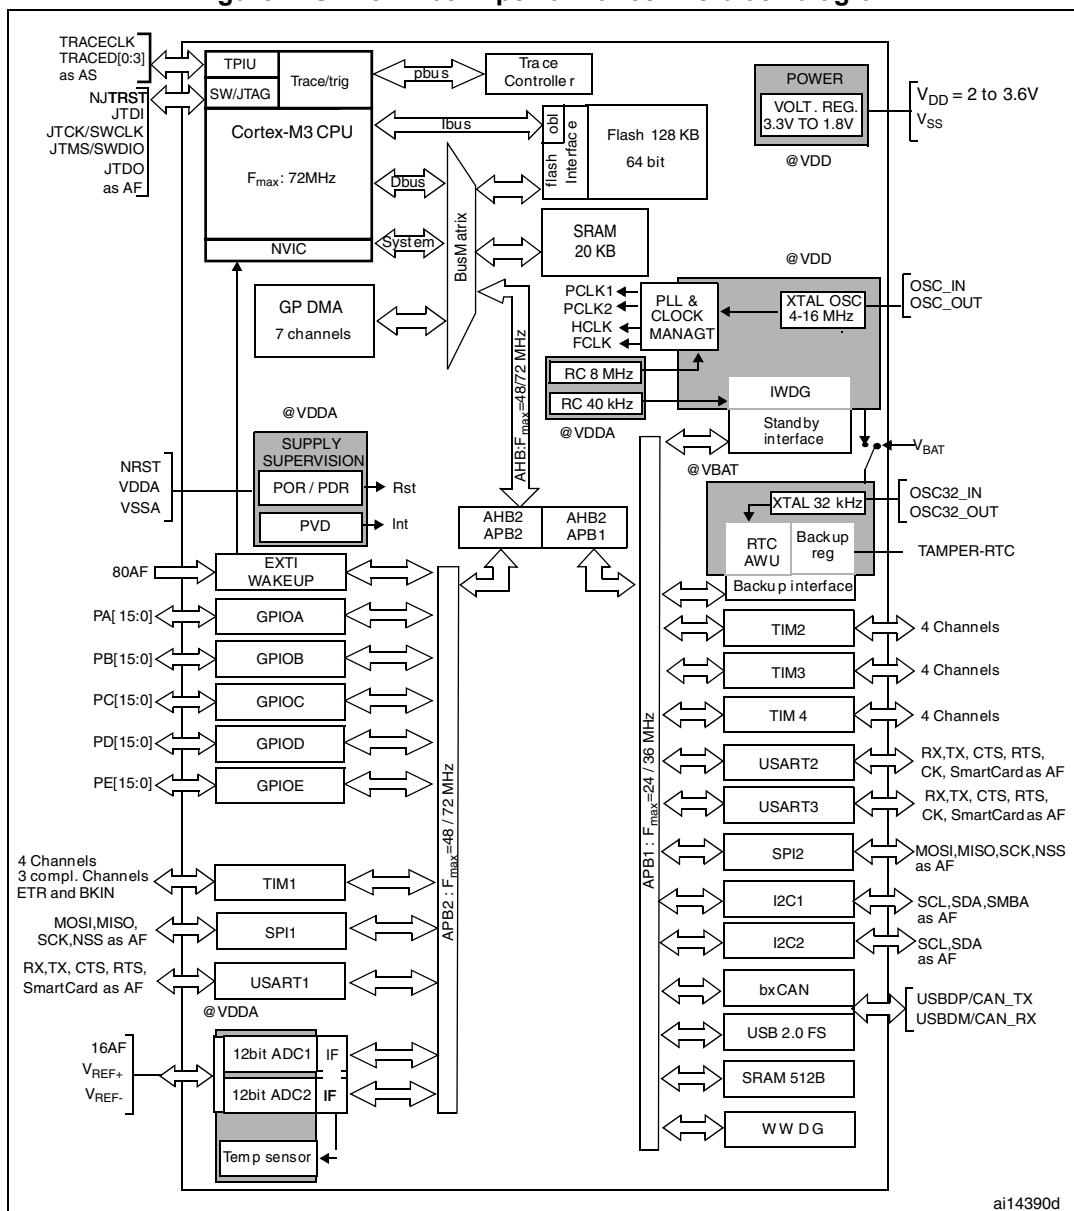 TRACECLK
TRACED[0:3]
as AS
NJTRST
JTDI
JTCK/SWCLK
JTMS/SWDIO
JTDO
as AF
TPIU
SW/JTAG
Trace/trig
Cortex-M3 CPU
Fmax: 72MHz
NVIC
pbus
Trace
Controller
Ibus
Dbus
System
BusMatrix
flash obl
Interface
Flash 128 KB
64 bit
SRAM
20 KB
POWER
VOLT. REG.
3.3V TO 1.8V
@VDD
VDD = 2 to 3.6V
VSS
GP DMA
7 channels
AHB:Fmax=48/72 MHz
PCLK1
PCLK2
HCLK
FCLK
PLL &
CLOCK
MANAGT
@VDD
XTAL OSC
4-16 MHz
OSC_IN
OSC_OUT
RC 8 MHz
RC 40 kHz
@VDDA
IWDG
Standby
interface
VBAT
@VBAT
@VDDA
SUPPLY
SUPERVISION
POR / PDR
PVD
Rst
Int
NRST
VDDA
VSSA
AHB2
APB2
AHB2
APB1
XTAL 32 kHz
OSC32_IN
OSC32_OUT
RTC
AWU
Backup
reg
TAMPER-RTC
Backup interface
80AF
EXTI
WAKEUP
PA[ 15:0]
GPIOA
PB[15:0]
GPIOB
PC[15:0]
GPIOC
PD[15:0]
GPIOD
PE[15:0]
GPIOE
4 Channels
3 compl. Channels
ETR and BKIN
TIM1
MOSI,MISO,
SCK,NSS as AF
SPI1
RX,TX, CTS, RTS,
SmartCard as AF
USART1
@VDDA
16AF
VREF+
VREF-
12bit ADC1
IF
12bit ADC2
IF
Temp sensor
APB2 : Fmax=48 / 72 MHz
APB1 : Fmax=24 / 36 MHz
TIM2
4 Channels
TIM3
4 Channels
TIM 4
4 Channels
USART2
RX,TX, CTS, RTS,
CK, SmartCard as AF
USART3
RX,TX, CTS, RTS,
CK, SmartCard as AF
SPI2
MOSI,MISO,SCK,NSS
as AF
I2C1
SCL,SDA,SMBA
as AF
I2C2
SCL,SDA
as AF
bxCAN
USB 2.0 FS
USBDP/CAN_TX
USBDM/CAN_RX
SRAM 512B
WWDG
ai14390d